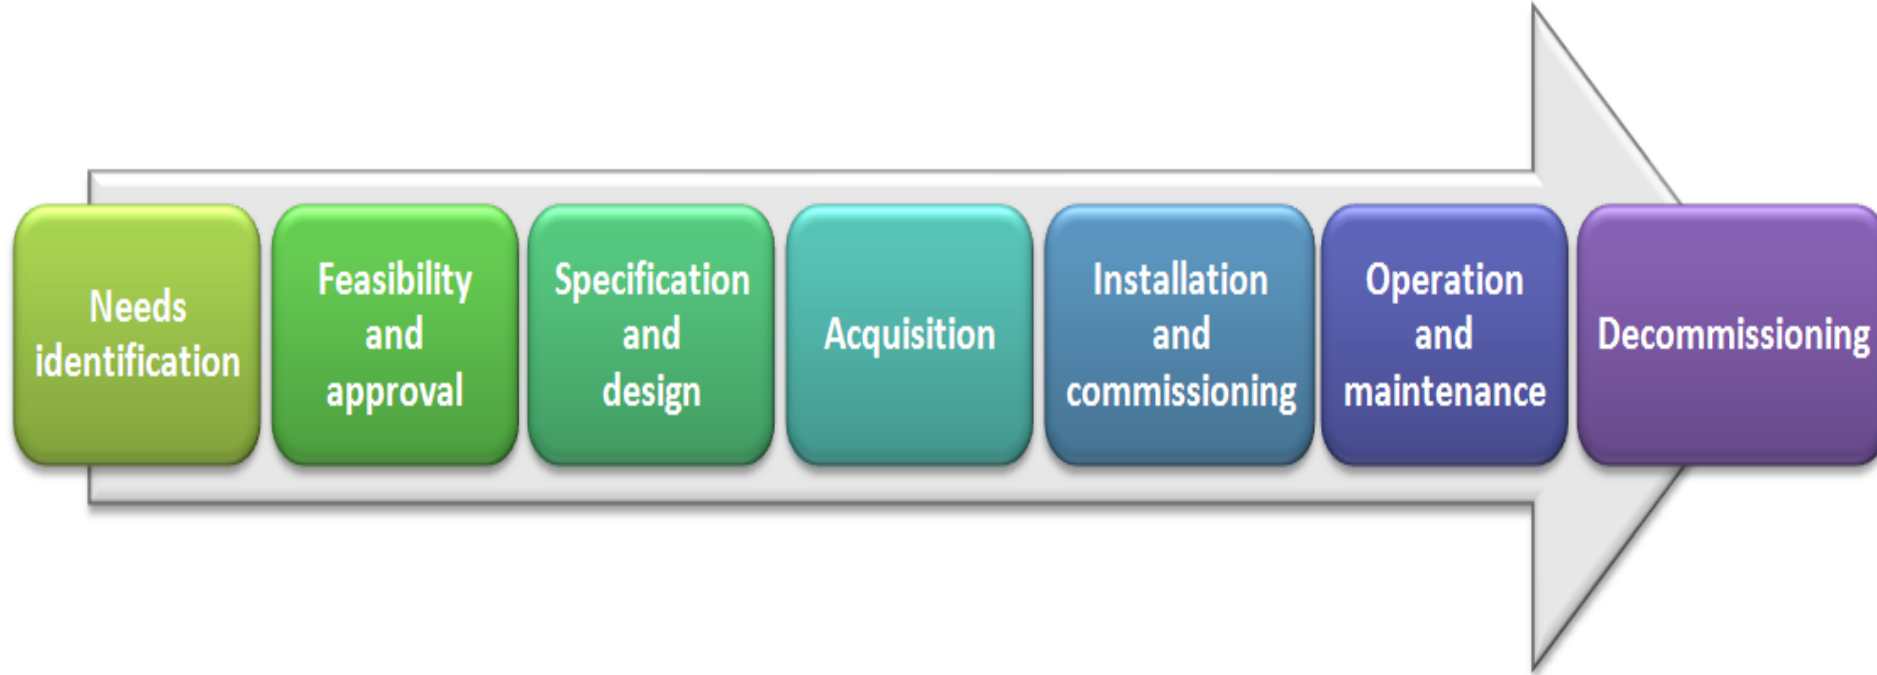 Needs
identification
Feasibility
and
approval
Specification
and
design
Acquisition
Installation
and
commissioning
Operation
and
maintenance
Decommissioning